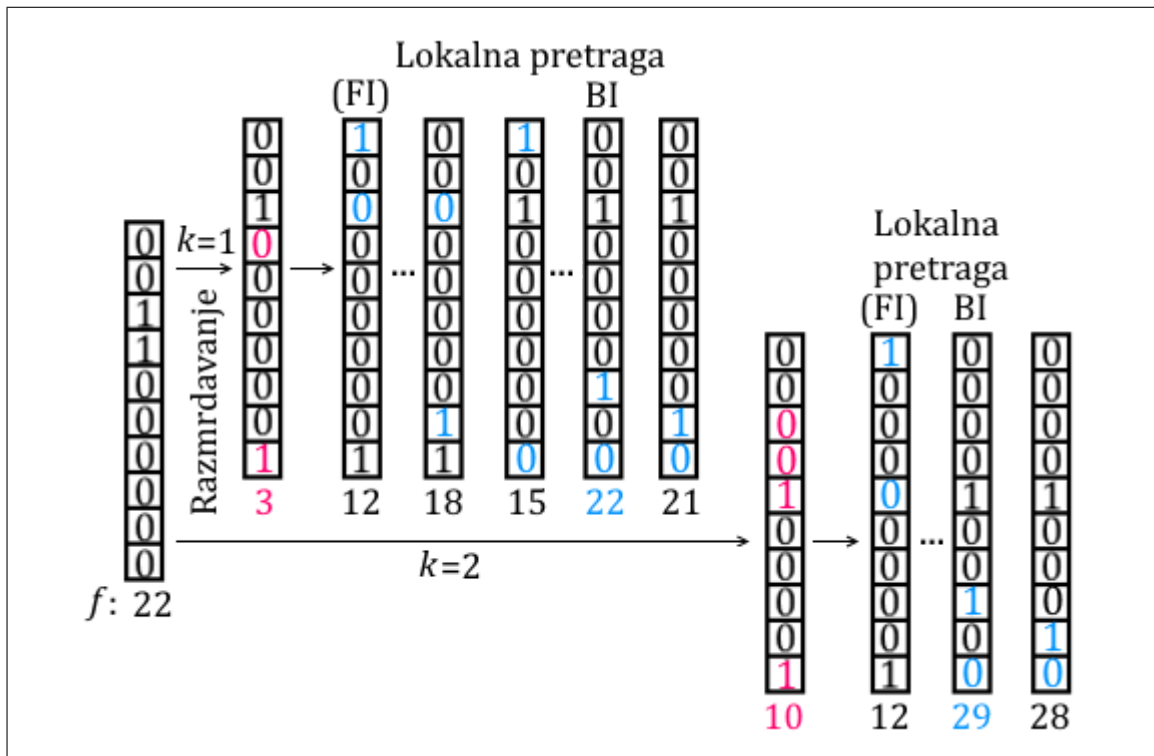 Lokalna pretraga
(FI) BI
0 1 0 1 0 0
0 0 0 0 0 0
1 0 0 1 1 1
0 0 0 0 0 0
0 0 ... 0 0 ... 0 0
0 0 0 0 0 0
0 0 0 0 0 0
0 0 0 0 1 0
0 0 1 0 0 1
1 1 1 0 0 0
3 12 18 15 22 21
k=1
Razmrdavanje
0
0
1
1
0
0
0
0
0
0
f: 22
k=2
Lokalna
pretraga
(FI) BI
0 1 0 0
0 0 0 0
0 0 0 0
0 0 0 0
1 0 1 1
0 0 ... 0 0
0 0 0 0
0 0 1 0
0 0 0 1
1 1 0 0
10 12 29 28